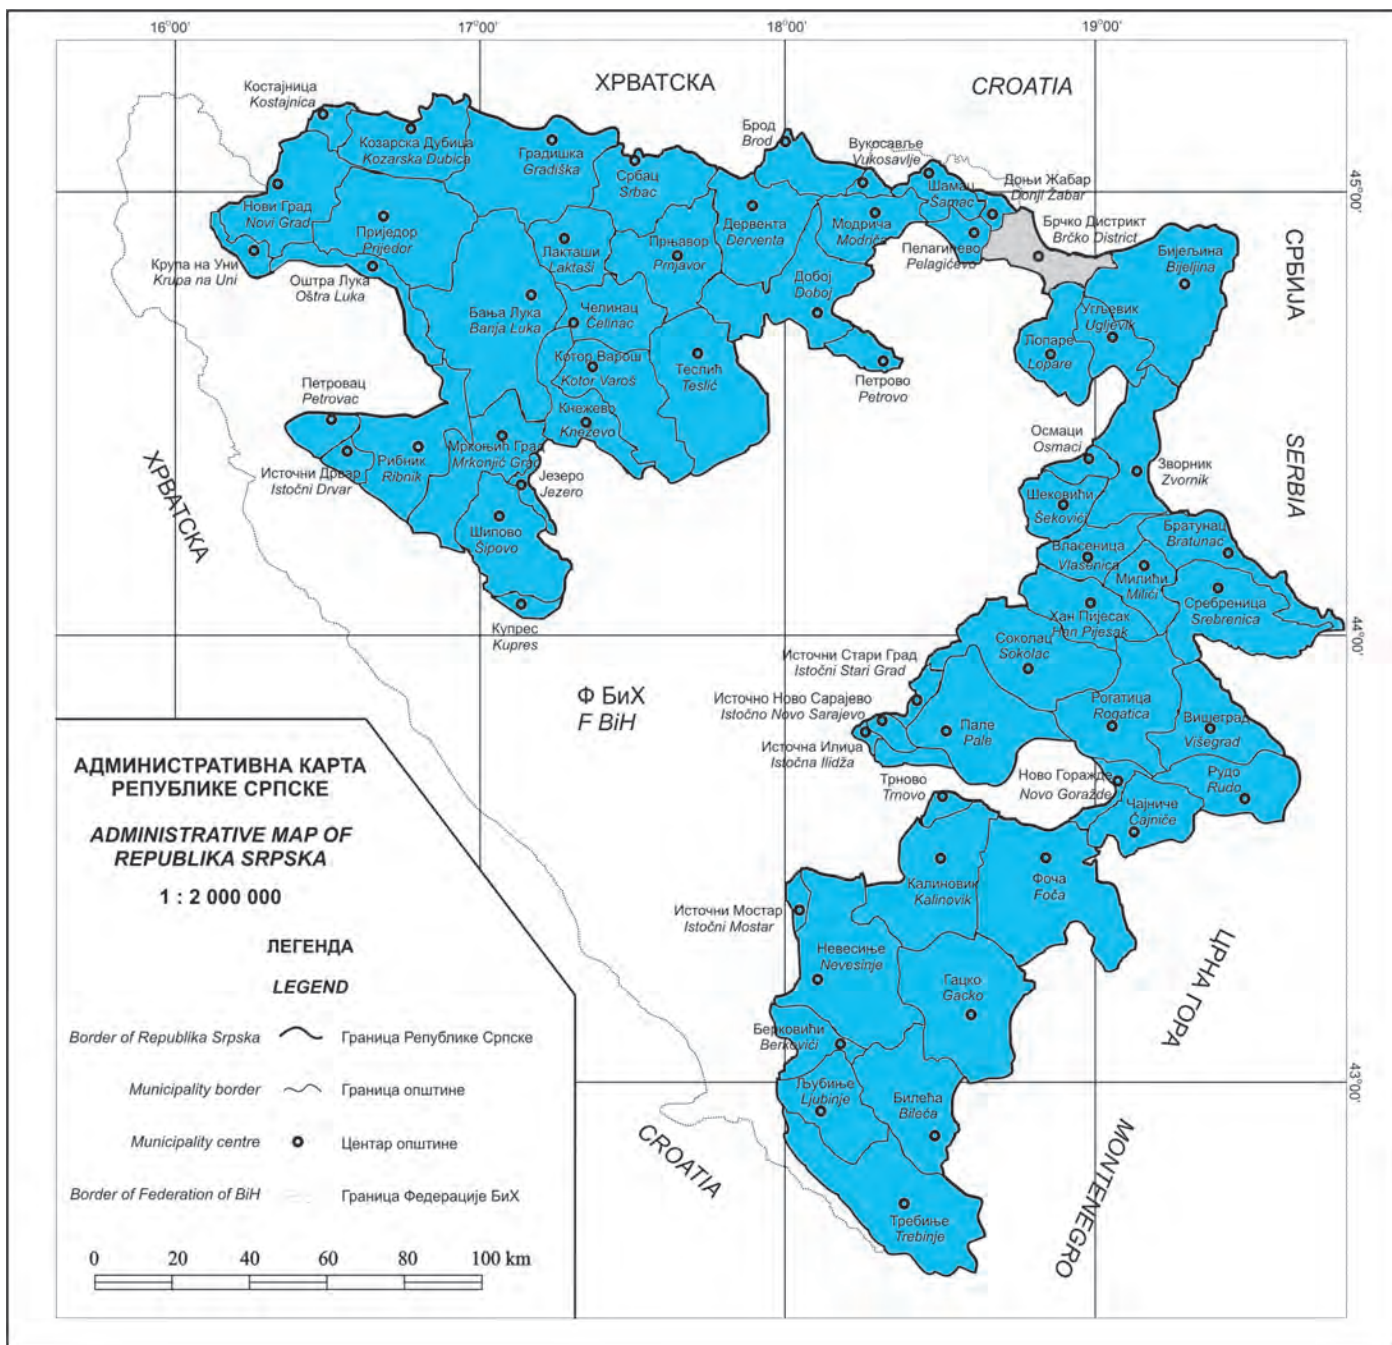 16°00'
17°00'
18°00'
19°00'
ХРВАТСКА
CROATIA
Костајница
Kostajnica
Козарска Дубица
Kozarska Dubica
Градишка
Gradiška
Србац
Srbac
Брод
Brod
Вукосавље
Vukosavlje
Шамац
Šamac
Доњи Жабар
Donji Žabar
Брчко Дистрикт
Brčko District
45°00'
Нови Град
Novi Grad
Приједор
Prijedor
Лакташи
Laktaši
Прњавор
Prnjavor
Дервента
Derventa
Модрича
Modriča
Пелагићево
Pelagićevo
Бијељина
Bijeljina
СРБИЈА
Крупа на Уни
Krupa na Uni
Оштра Лука
Oštra Luka
Бања Лука
Banja Luka
Челинац
Čelinac
Добој
Doboj
Угљевик
Ugljevik
Лопаре
Lopare
Котор Варош
Kotor Varoš
Теслић
Teslić
Петрово
Petrovo
Петровац
Petrovac
Кнежево
Kneževo
Осмаци
Osmaci
SERBIA
Источни Дрвар
Istočni Drvar
Рибник
Ribnik
Мркоњић Град
Mrkonjić Grad
Језеро
Jezero
Зворник
Zvornik
ХРВАТСКА
Шековићи
Šekovići
Шипово
Šipovo
Братунац
Bratunac
Власеница
Vlasenica
Милићи
Milići
Сребреница
Srebrenica
Хан Пијесак
Han Pijesak
Купрес
Kupres
44°00'
Соколац
Sokolac
Источни Стари Град
Istočni Stari Grad
Ф БиХ
F BiH
Источно Ново Сарајево
Istočno Novo Sarajevo
Рогатица
Rogatica
Вишеград
Višegrad
Пале
Pale
Источна Илиџа
Istočna Ilidža
Трново
Trnovo
Ново Горажде
Novo Goražde
Рудо
Rudo
Чајниче
Čajniče
Калиновик
Kalinovik
Фоча
Foča
Источни Мостар
Istočni Mostar
Невесиње
Nevesinje
Гацко
Gacko
ЦРНА ГОРА
Берковићи
Berkovići
43°00'
Љубиње
Ljubinje
Билећа
Bileća
CROATIA
MONTENEGRO
Требиње
Trebinje
АДМИНИСТРАТИВНА КАРТА
РЕПУБЛИКЕ СРПСКЕ
ADMINISTRATIVE MAP OF
REPUBLIKA SRPSKA
1 : 2 000 000
ЛЕГЕНДА
LEGEND
Border of Republika Srpska Граница Републике Српске
Municipality border Граница општине
Municipality centre Центар општине
Border of Federation of BiH Граница Федерације БиХ
0 20 40 60 80 100 km